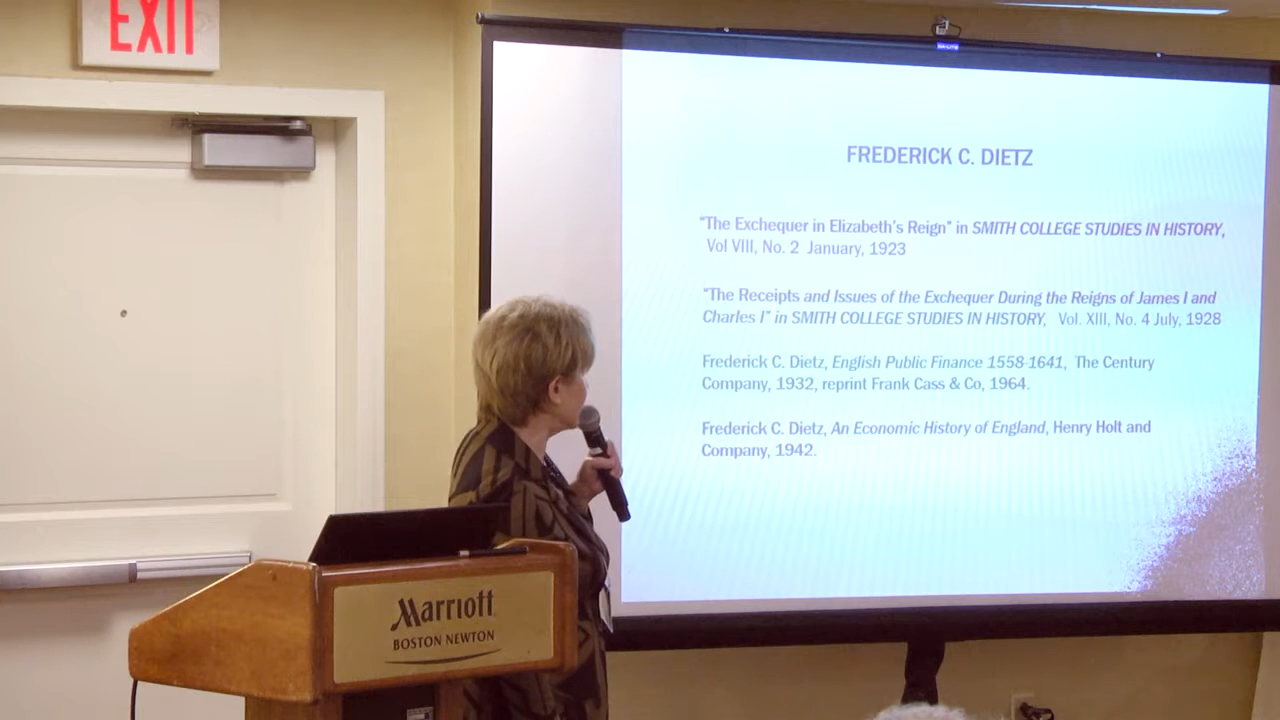 EXIT
FREDERICK C. DIETZ
"The Exchequer in Elizabeth's Reign" in SMITH COLLEGE STUDIES IN HISTORY,
Vol VIII, No. 2 January, 1923
"The Receipts and Issues of the Exchequer During the Reigns of James I and
Charles I" in SMITH COLLEGE STUDIES IN HISTORY, Vol. XIII, No. 4 July, 1928
Frederick C. Dietz, English Public Finance 1558-1641, The Century
Company, 1932, reprint Frank Cass & Co, 1964.
Frederick C. Dietz, An Economic History of England, Henry Holt and
Company, 1942.
Marriott
BOSTON NEWTON